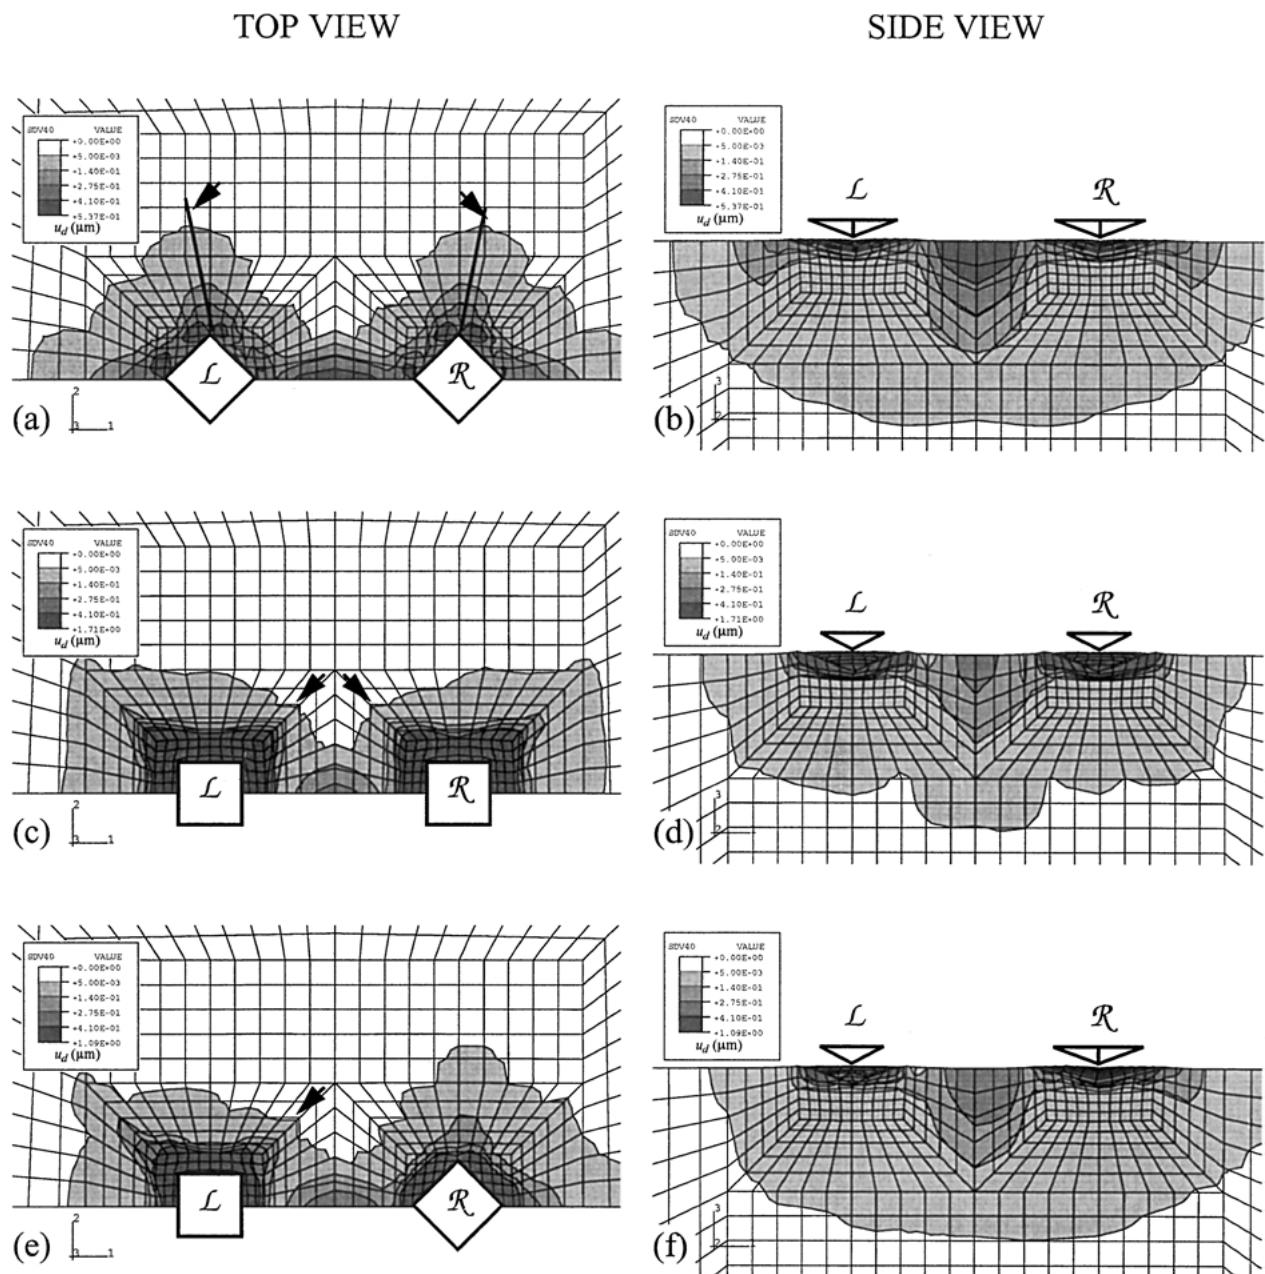 TOP VIEW
SIDE VIEW
SDV40 VALUE
+0.00E+00
+5.00E-03
+1.40E-01
+2.75E-01
+4.10E-01
+5.37E-01
u_d (μm)
L
R
2
3 1
(a)
SDV40 VALUE
+0.00E+00
+5.00E-03
+1.40E-01
+2.75E-01
+4.10E-01
+5.37E-01
u_d (μm)
L
R
3
2
(b)
SDV40 VALUE
+0.00E+00
+5.00E-03
+1.40E-01
+2.75E-01
+4.10E-01
+1.71E+00
u_d (μm)
L
R
2
3 1
(c)
SDV40 VALUE
+0.00E+00
+5.00E-03
+1.40E-01
+2.75E-01
+4.10E-01
+1.71E+00
u_d (μm)
L
R
3
2
(d)
SDV40 VALUE
+0.00E+00
+5.00E-03
+1.40E-01
+2.75E-01
+4.10E-01
+1.09E+00
u_d (μm)
L
R
2
3 1
(e)
SDV40 VALUE
+0.00E+00
+5.00E-03
+1.40E-01
+2.75E-01
+4.10E-01
+1.09E+00
u_d (μm)
L
R
3
2
(f)